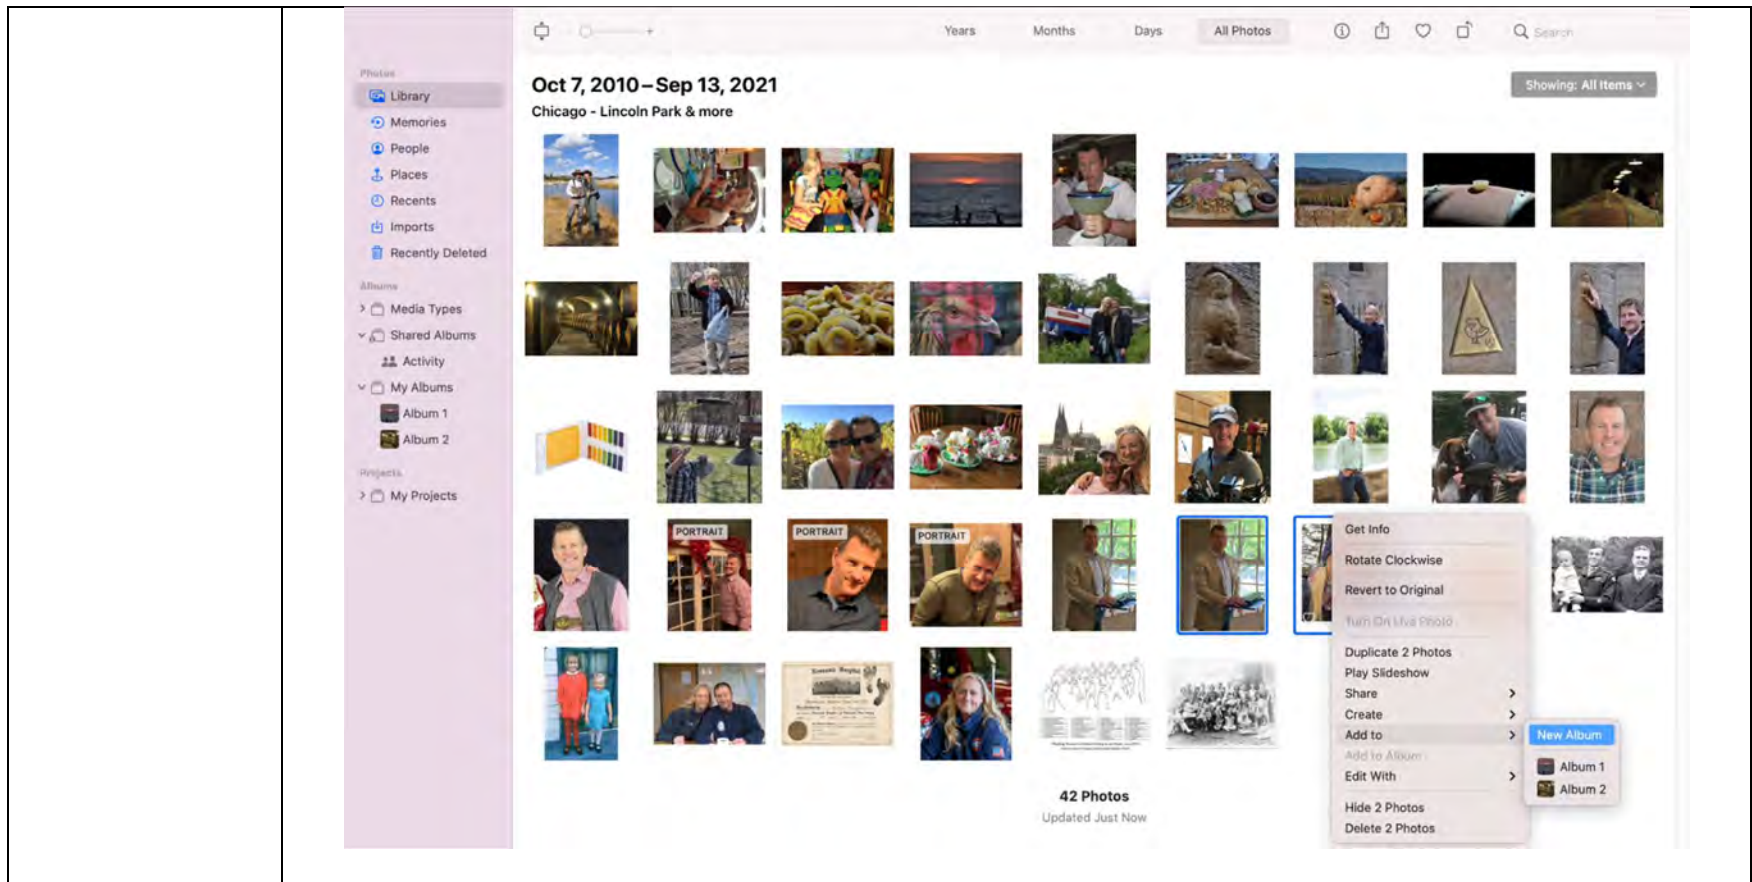 Years
Months
Days
All Photos
Search
Photos
Library
Memories
People
Places
Recents
Imports
Recently Deleted
Albums
Media Types
Shared Albums
Activity
My Albums
Album 1
Album 2
Projects
My Projects
Oct 7, 2010 – Sep 13, 2021
Chicago - Lincoln Park & more
Showing: All Items
PORTRAIT
PORTRAIT
PORTRAIT
Get Info
Rotate Clockwise
Revert to Original
Turn On Live Photo
Duplicate 2 Photos
Play Slideshow
Share
Create
Add to
New Album
Add to Album
Album 1
Edit With
Album 2
Hide 2 Photos
Delete 2 Photos
42 Photos
Updated Just Now